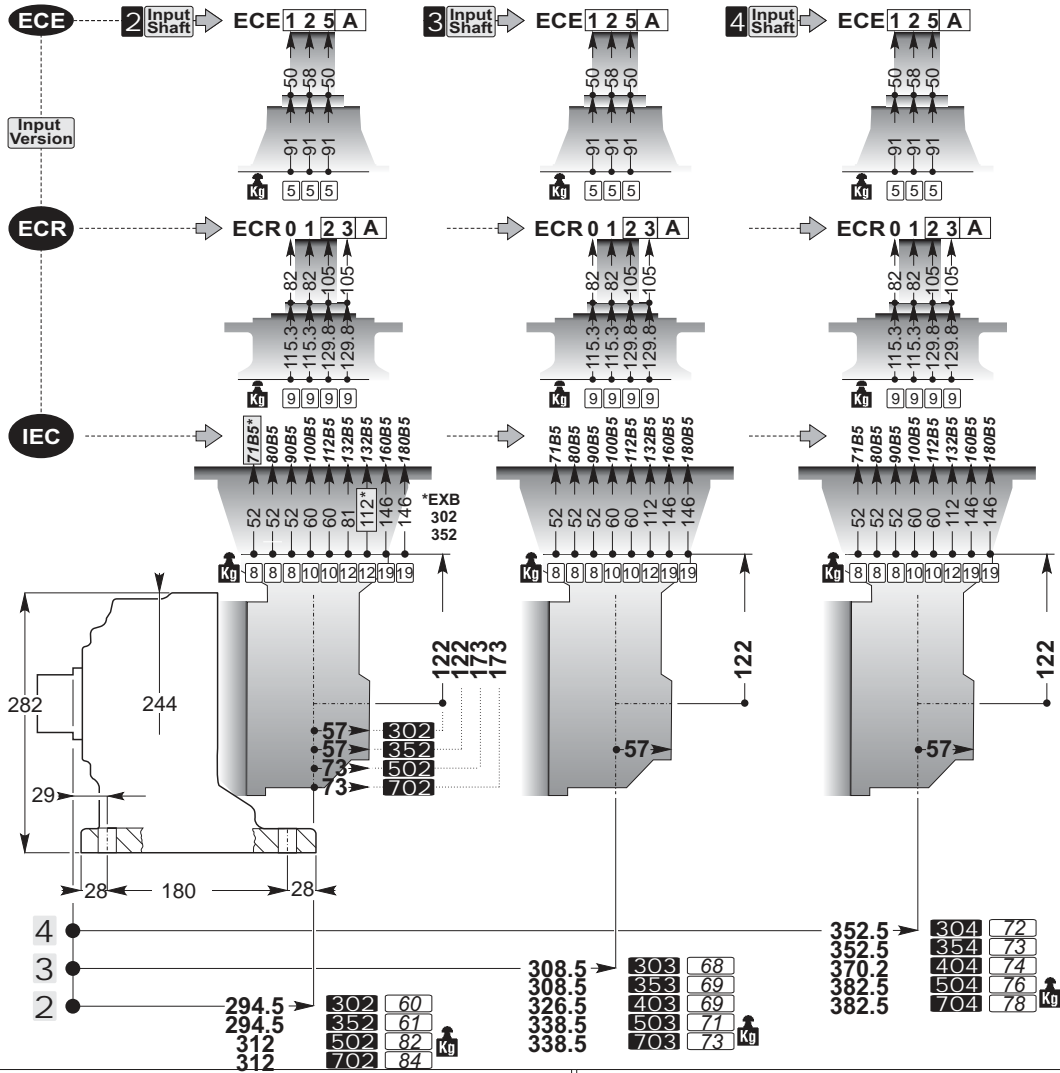 ECE 2 Input Shaft ECE 1 2 5 A 3 Input Shaft ECE 1 2 5 A 4 Input Shaft ECE 1 2 5 A
50 58 50 50 58 50 50 58 50
Input Version
91 91 91 91 91 91 91 91 91
Kg 5 5 5 Kg 5 5 5 Kg 5 5 5
ECR ECR 0 1 2 3 A ECR 0 1 2 3 A ECR 0 1 2 3 A
82 82 105 105 82 82 105 105 82 82 105 105
115.3 115.3 129.8 129.8 115.3 115.3 129.8 129.8 115.3 115.3 129.8 129.8
Kg 9 9 9 9 Kg 9 9 9 9 Kg 9 9 9 9
IEC 71B5* 80B5 90B5 100B5 112B5 132B5 132B5 160B5 180B5 71B5 80B5 90B5 100B5 112B5 132B5 160B5 180B5 71B5 80B5 90B5 100B5 112B5 132B5 160B5 180B5
52 52 52 60 60 81 112* 146 146 52 52 52 60 60 112 146 146 52 52 52 60 60 112 146 146
*EXB
302
352
Kg 8 8 8 10 10 12 12 19 19 Kg 8 8 8 10 10 12 19 19 Kg 8 8 8 10 10 12 19 19
122 122 173 173 122 122
282 244
57 302 57 57
57 352
73 502
73 702
29
28 180 28
4 352.5 304 72
352.5 354 73
370.2 404 74
382.5 504 76
382.5 704 78
Kg
3 308.5 303 68
308.5 353 69
326.5 403 69
338.5 503 71
338.5 703 73
Kg
2 294.5 302 60
294.5 352 61
312 502 82
312 702 84
Kg